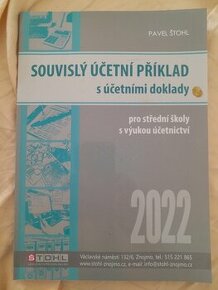 PAVEL ŠTOHL
SOUVISLÝ ÚČETNÍ PŘÍKLAD
s účetními doklady
pro střední školy
s výukou účetnictví
2022
ŠTOHL
Václavské náměstí 132/6, Znojmo, tel.: 515 221 865
www.stohl-znojmo.cz, e-mail: info@stohl-znojmo.cz